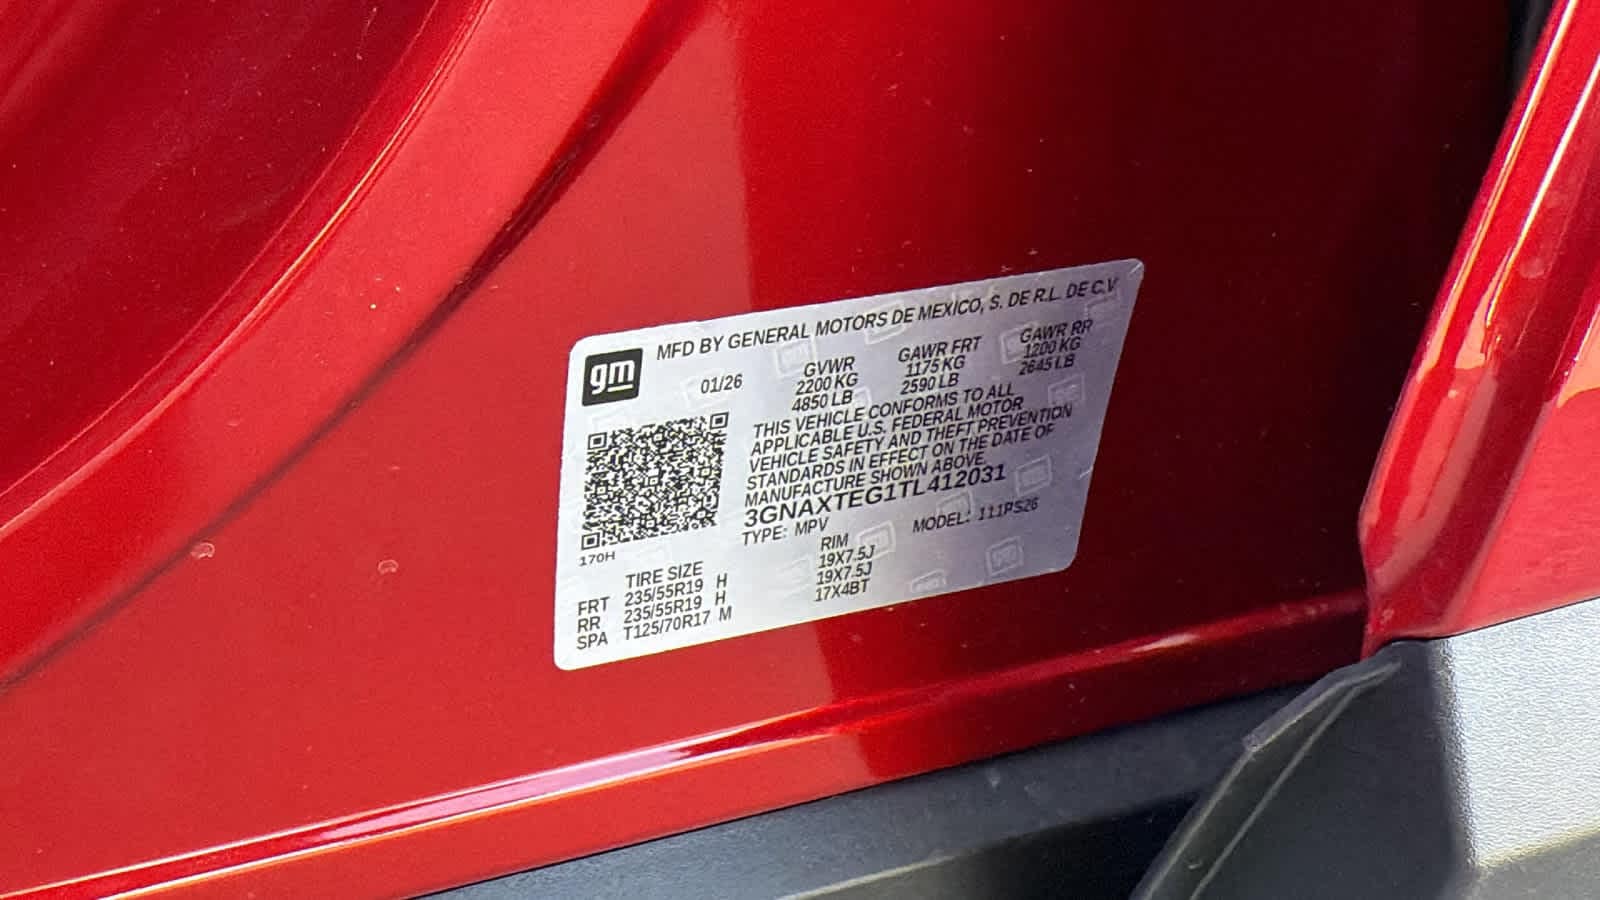 gm
MFD BY GENERAL MOTORS DE MEXICO, S. DE R.L. DE C.V
01/26
GVWR GAWR FRT GAWR RR
2200 KG 1175 KG 1200 KG
4850 LB 2590 LB 2645 LB
THIS VEHICLE CONFORMS TO ALL
APPLICABLE U.S. FEDERAL MOTOR
VEHICLE SAFETY AND THEFT PREVENTION
STANDARDS IN EFFECT ON THE DATE OF
MANUFACTURE SHOWN ABOVE.
3GNAXTEG1TL412031
TYPE: MPV MODEL: 111PS26
170H
TIRE SIZE RIM
FRT 235/55R19 H 19X7.5J
RR 235/55R19 H 19X7.5J
SPA T125/70R17 M 17X4BT